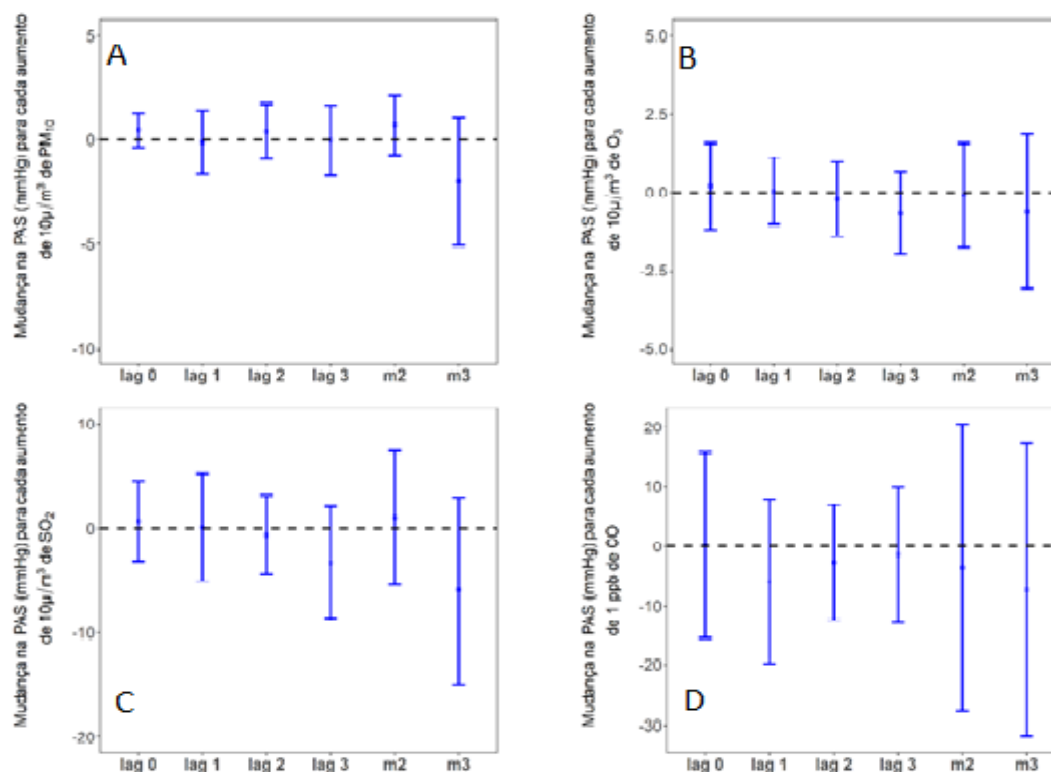 A
Mudança na PAS (mmHg) para cada aumento
de 10µ/m³ de PM₁₀
5
0
-5
-10
lag 0 lag 1 lag 2 lag 3 m2 m3
B
Mudança na PAS (mmHg) para cada aumento
de 10µ/m³ de O₃
5.0
2.5
0.0
-2.5
-5.0
lag 0 lag 1 lag 2 lag 3 m2 m3
C
Mudança na PAS (mmHg) para cada aumento
de 10µ/m³ de SO₂
10
0
-10
-20
lag 0 lag 1 lag 2 lag 3 m2 m3
D
Mudança na PAS (mmHg) para cada aumento
de 1 ppb de CO
20
10
0
-10
-20
-30
lag 0 lag 1 lag 2 lag 3 m2 m3